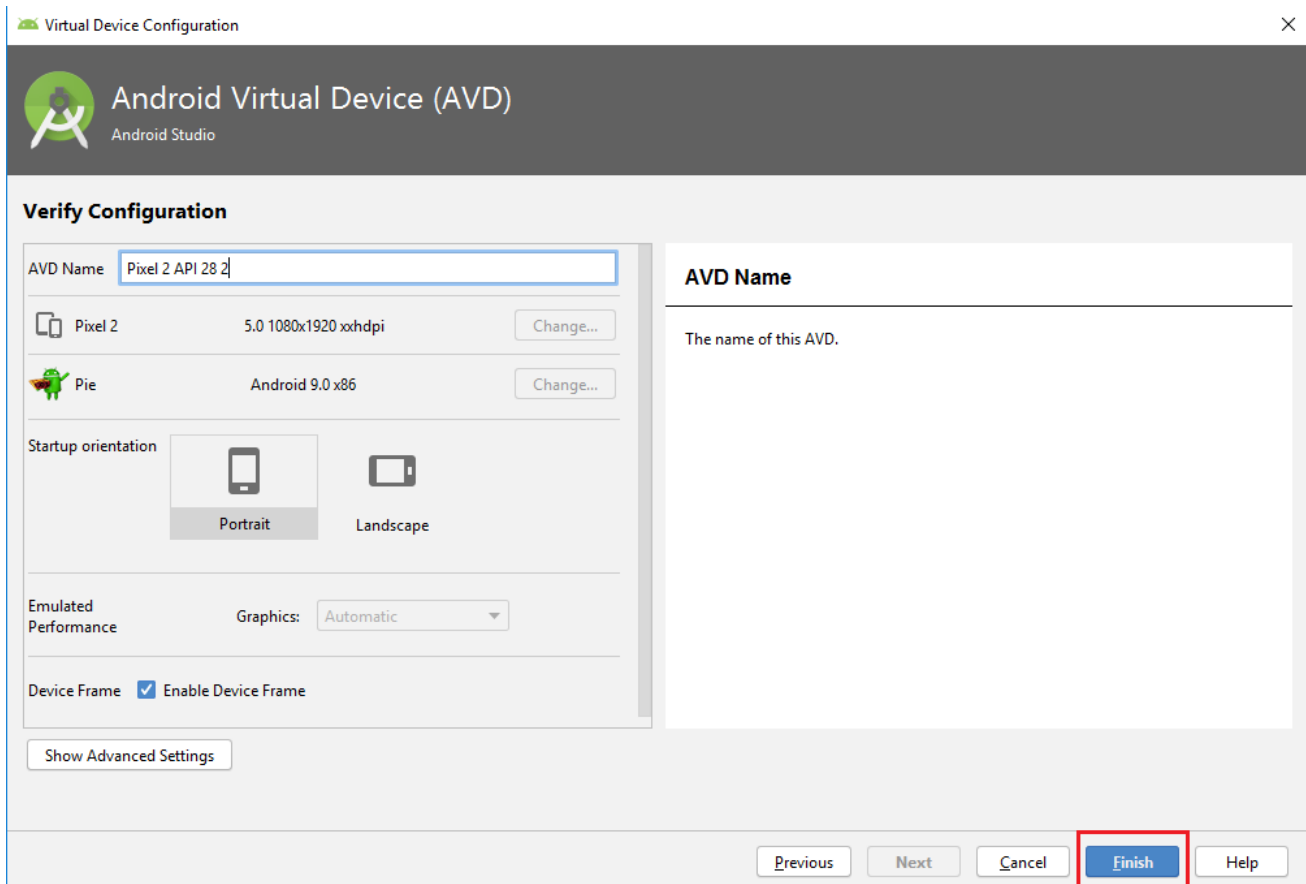 Virtual Device Configuration
Android Virtual Device (AVD)
Android Studio
Verify Configuration
AVD Name Pixel 2 API 28 2
Pixel 2 5.0 1080x1920 xxhdpi Change...
Pie Android 9.0 x86 Change...
Startup orientation
Portrait Landscape
Emulated
Performance
Graphics: Automatic
Device Frame Enable Device Frame
Show Advanced Settings
AVD Name
The name of this AVD.
Previous Next Cancel Finish Help